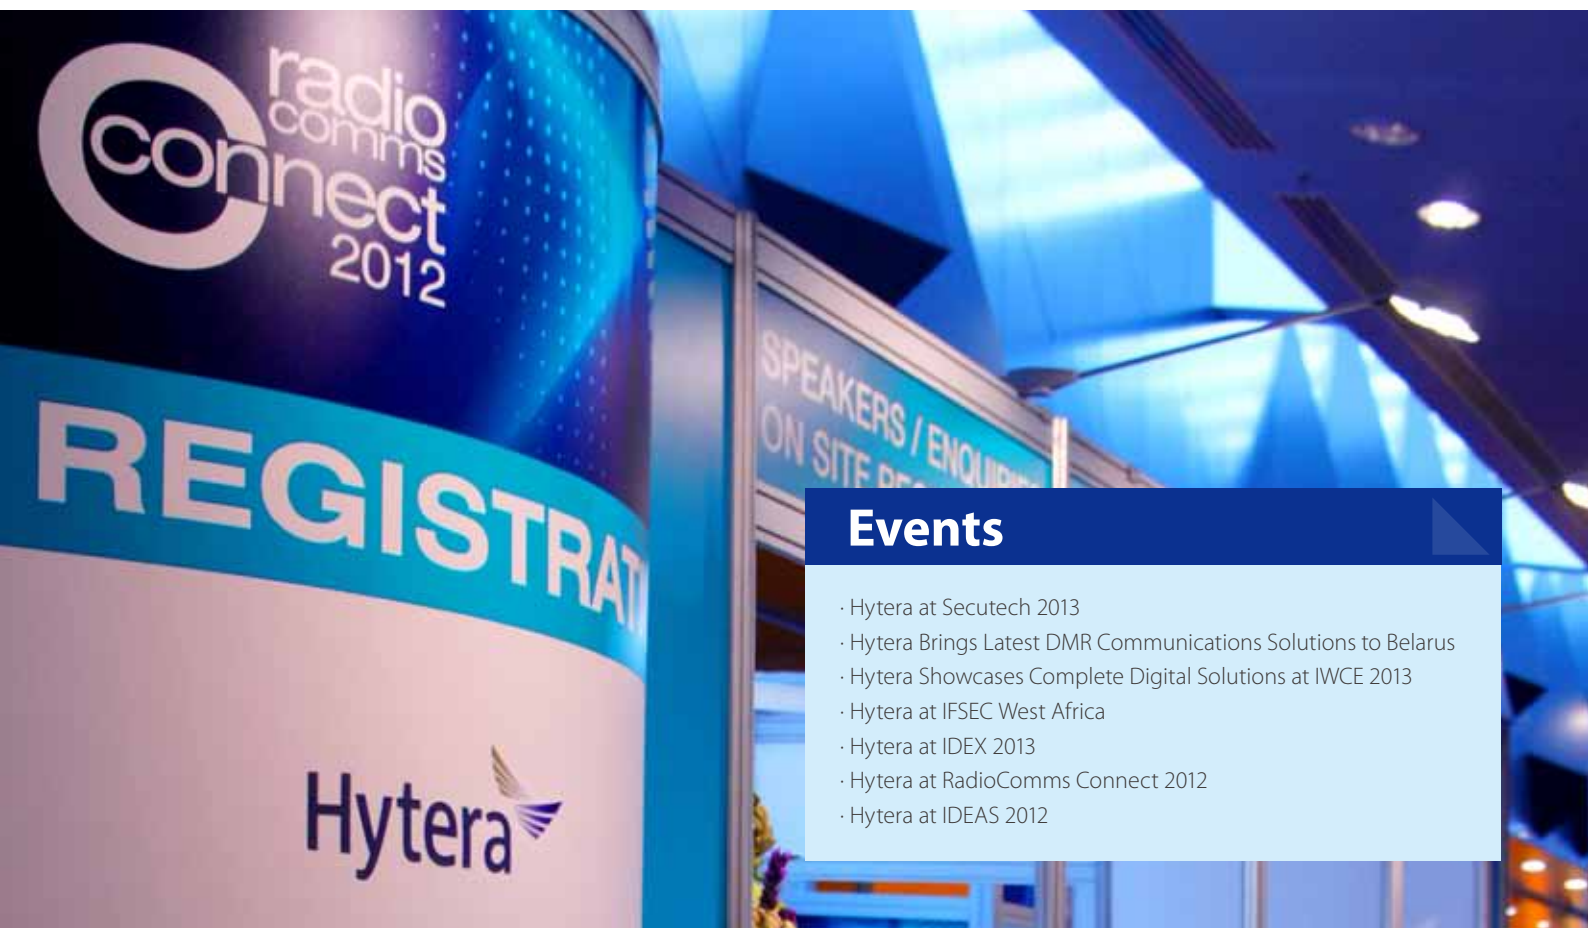 radio
comms
connect
2012
REGISTRAT
Hytera
SPEAKERS / ENQUIRIES
ON SITE
Events
· Hytera at Secutech 2013
· Hytera Brings Latest DMR Communications Solutions to Belarus
· Hytera Showcases Complete Digital Solutions at IWCE 2013
· Hytera at IFSEC West Africa
· Hytera at IDEX 2013
· Hytera at RadioComms Connect 2012
· Hytera at IDEAS 2012